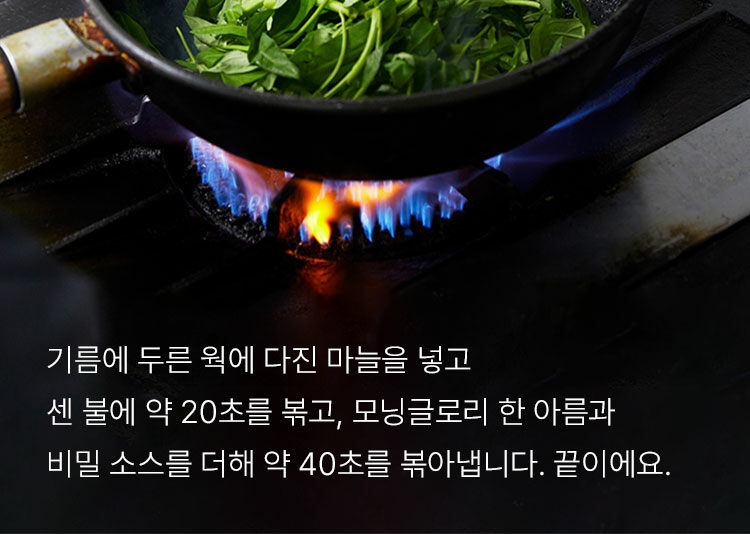 기름에 두른 웍에 다진 마늘을 넣고
센 불에 약 20초를 볶고, 모닝글로리 한 아름과
비밀 소스를 더해 약 40초를 볶아냅니다. 끝이에요.